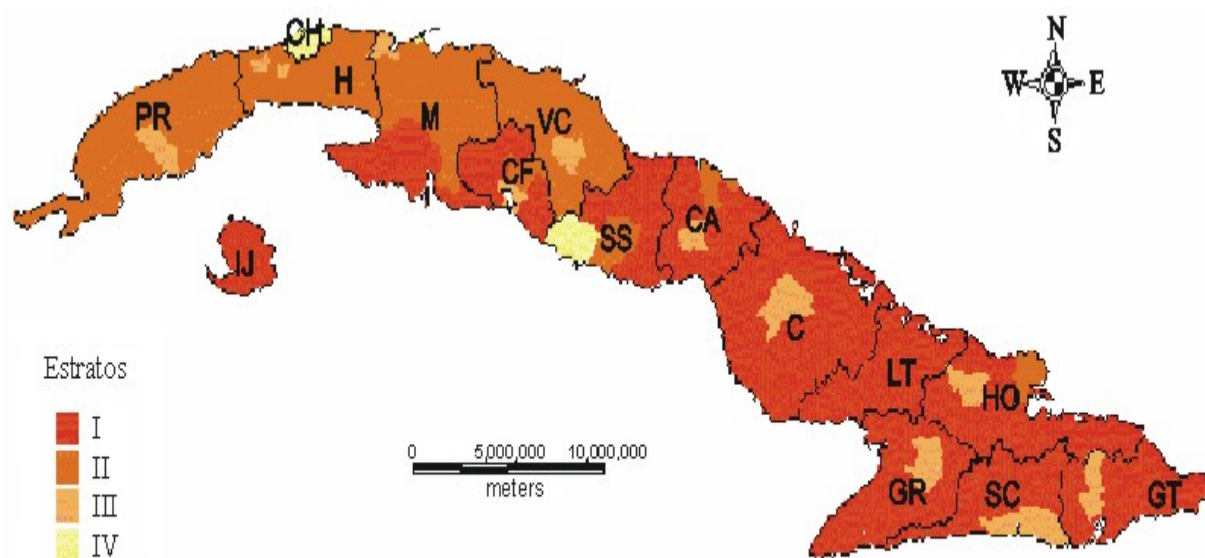 CH
N
W E
S
PR
H
M
VC
CF
CA
SS
IJ
C
LT
HO
GR
SC
GT
Estratos
I
II
III
IV
0 5,000,000 10,000,000
meters